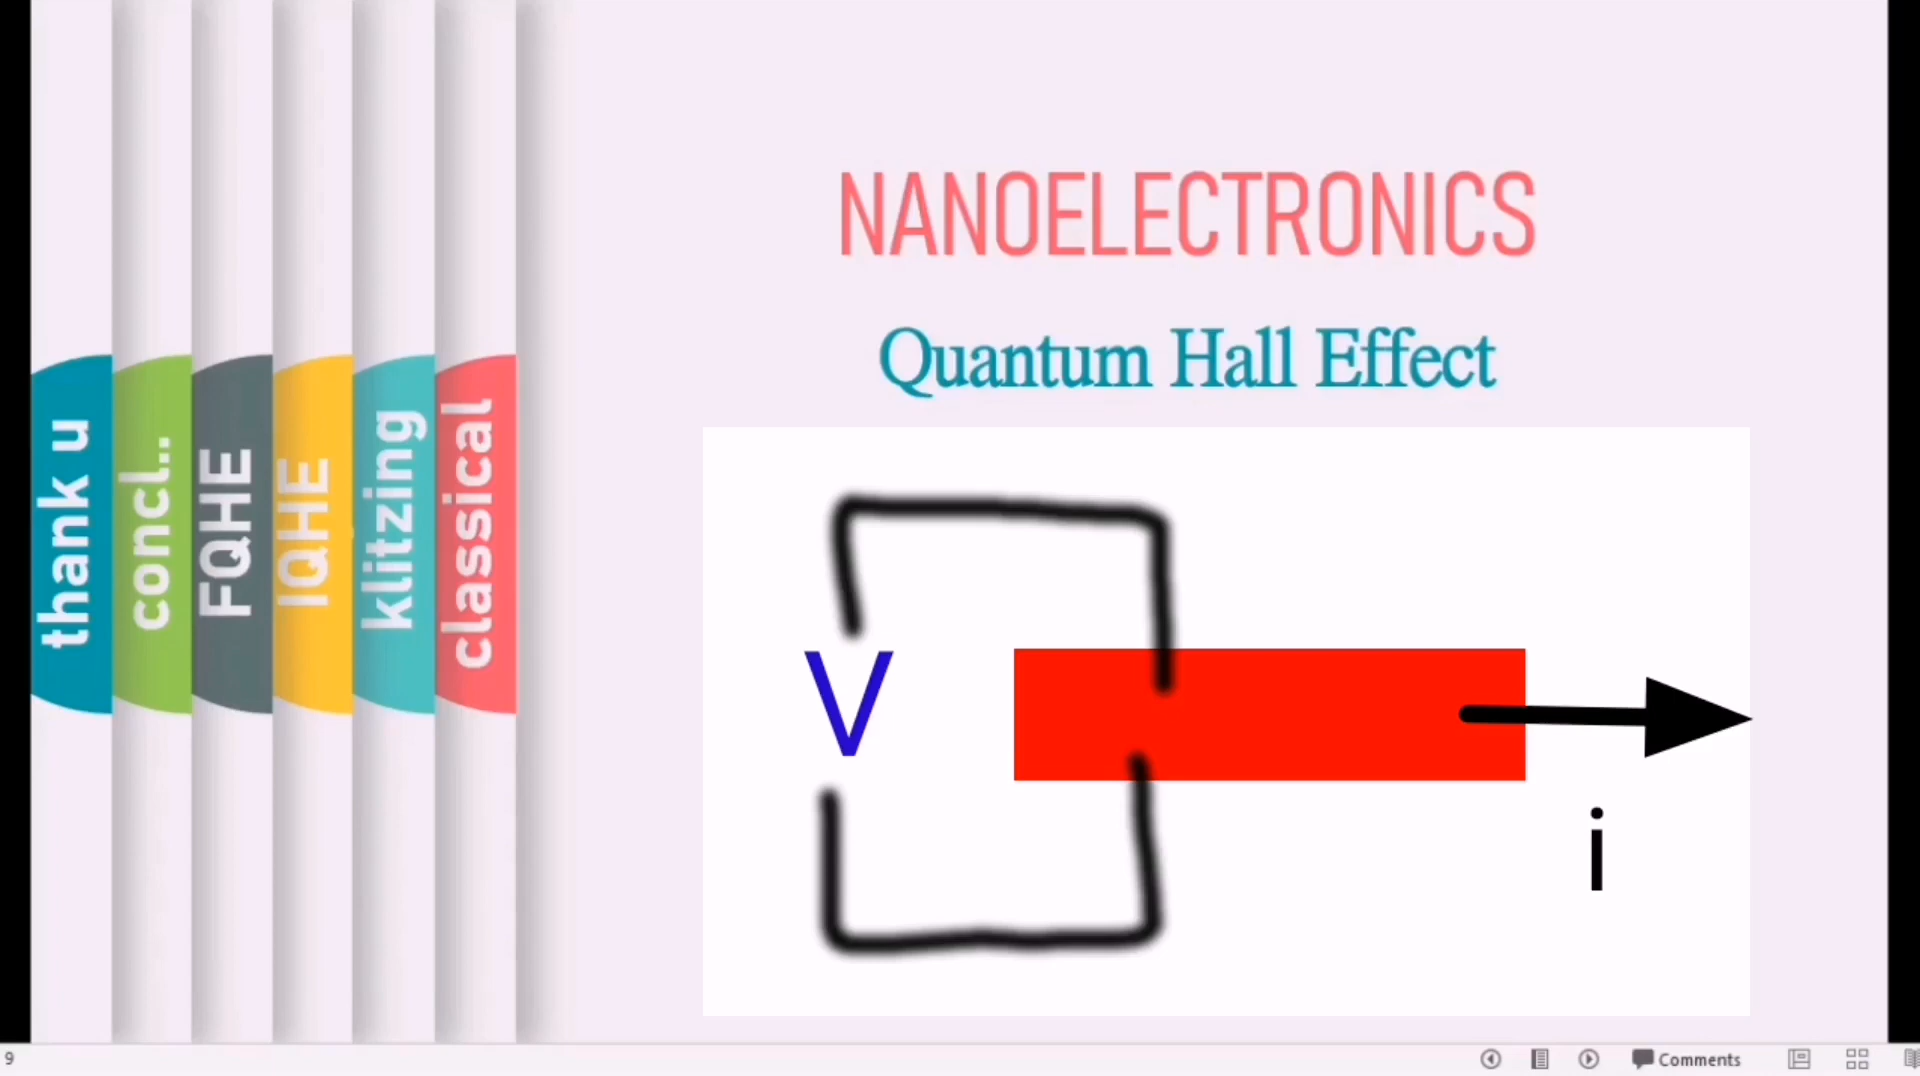 NANOELECTRONICS
Quantum Hall Effect
thank u
concl..
FQHE
IQHE
klitzing
classical
V
i
9
Comments